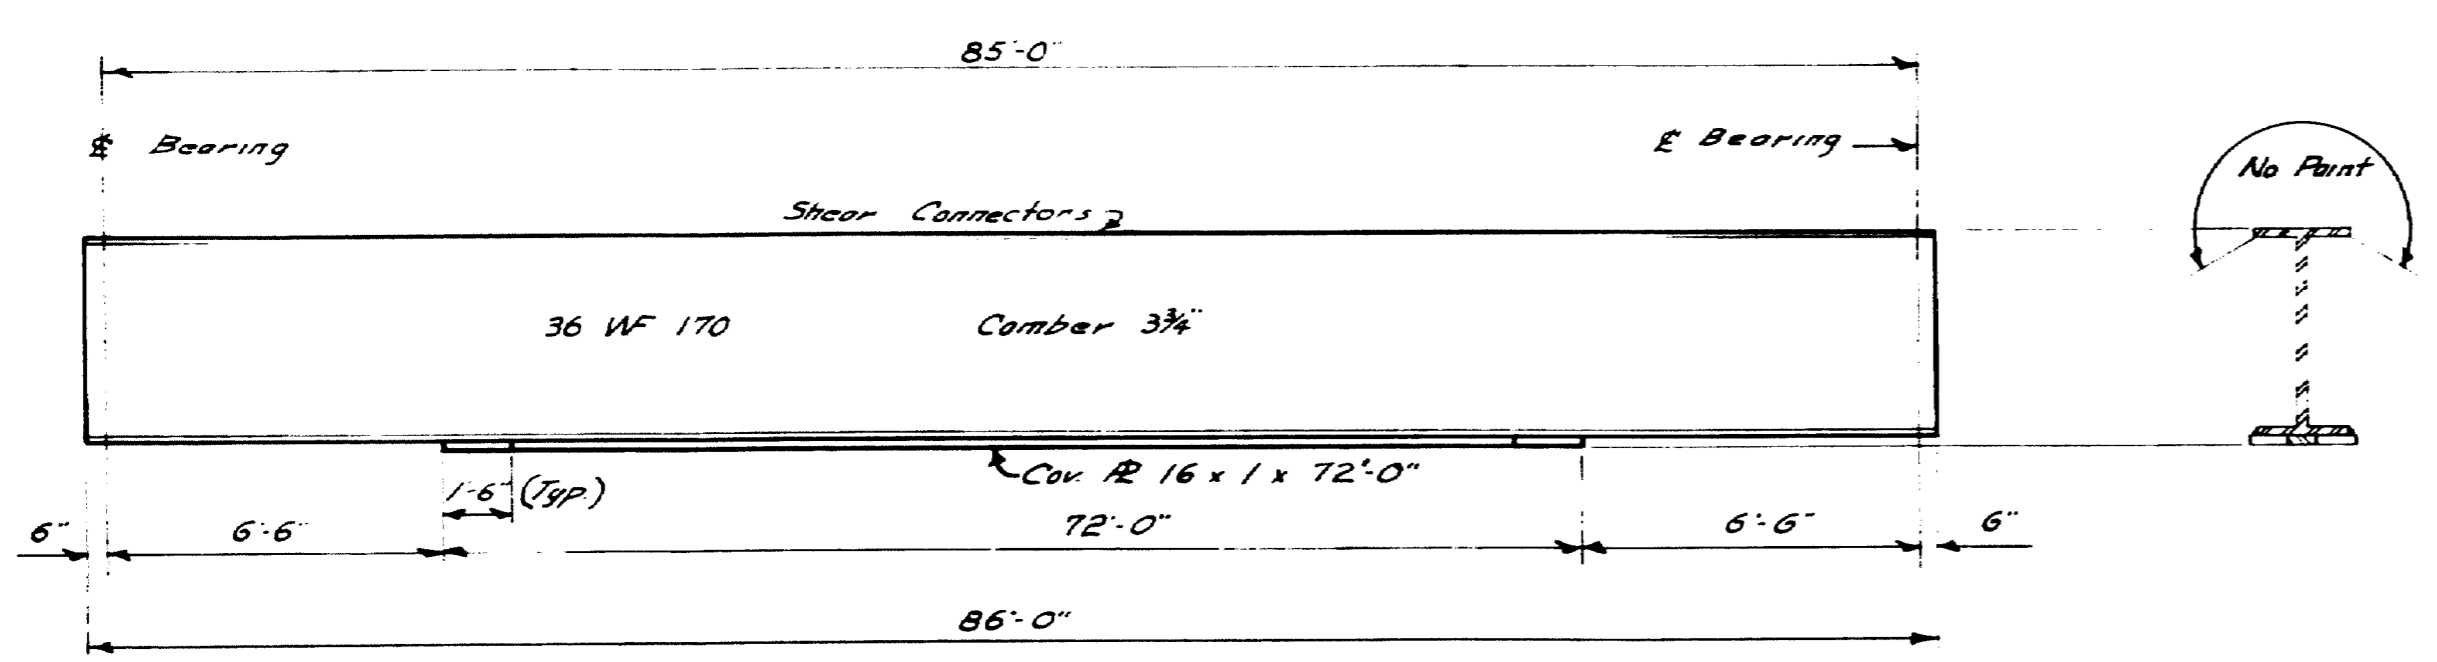 85'-0"
℄ Bearing
℄ Bearing
No Paint
Shear Connectors
36 WF 170
Camber 3¾"
Cov. ℙL 16 x 1 x 72'-0"
1'-6" (Typ.)
6"
6'-6"
72'-0"
6'-6"
6"
86'-0"